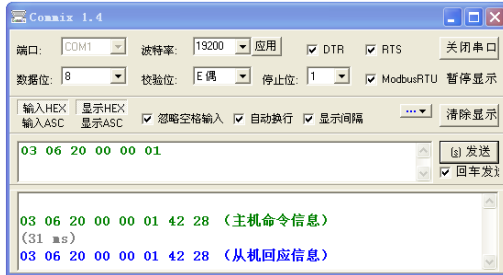 Commix 1.4
端口: COM1 波特率: 19200 应用 DTR RTS 关闭串口
数据位: 8 校验位: E 偶 停止位: 1 ModbusRTU 暂停显示
输入HEX 显示HEX
输入ASC 显示ASC 忽略空格输入 自动换行 显示间隔 ... 清除显示
03 06 20 00 00 01 (s) 发送
回车发送
03 06 20 00 00 01 42 28 (主机命令信息)
(31 ms)
03 06 20 00 00 01 42 28 (从机回应信息)